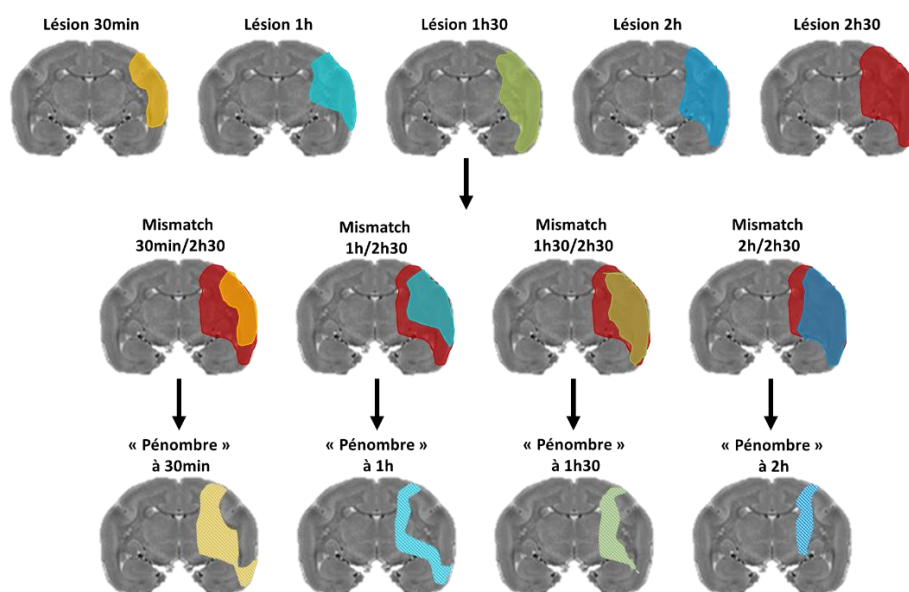 Lésion 30min
Lésion 1h
Lésion 1h30
Lésion 2h
Lésion 2h30
Mismatch
30min/2h30
Mismatch
1h/2h30
Mismatch
1h30/2h30
Mismatch
2h/2h30
« Pénombre »
à 30min
« Pénombre »
à 1h
« Pénombre »
à 1h30
« Pénombre »
à 2h